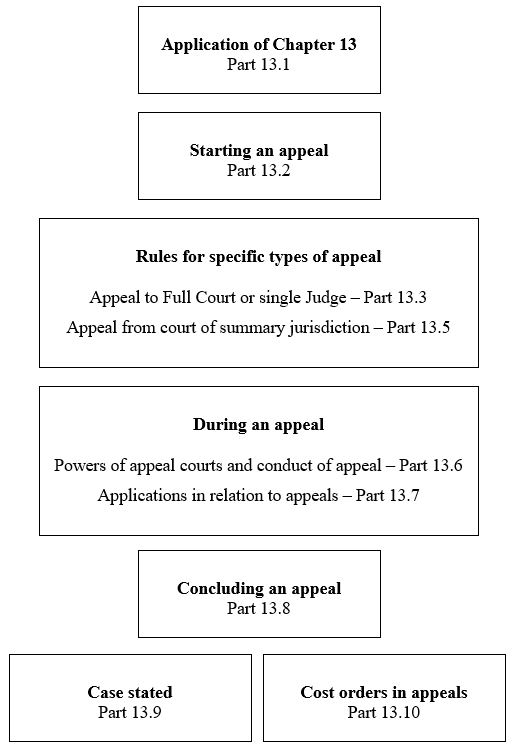 Application of Chapter 13
Part 13.1
Starting an appeal
Part 13.2
Rules for specific types of appeal
Appeal to Full Court or single Judge – Part 13.3
Appeal from court of summary jurisdiction – Part 13.5
During an appeal
Powers of appeal courts and conduct of appeal – Part 13.6
Applications in relation to appeals – Part 13.7
Concluding an appeal
Part 13.8
Case stated
Part 13.9
Cost orders in appeals
Part 13.10